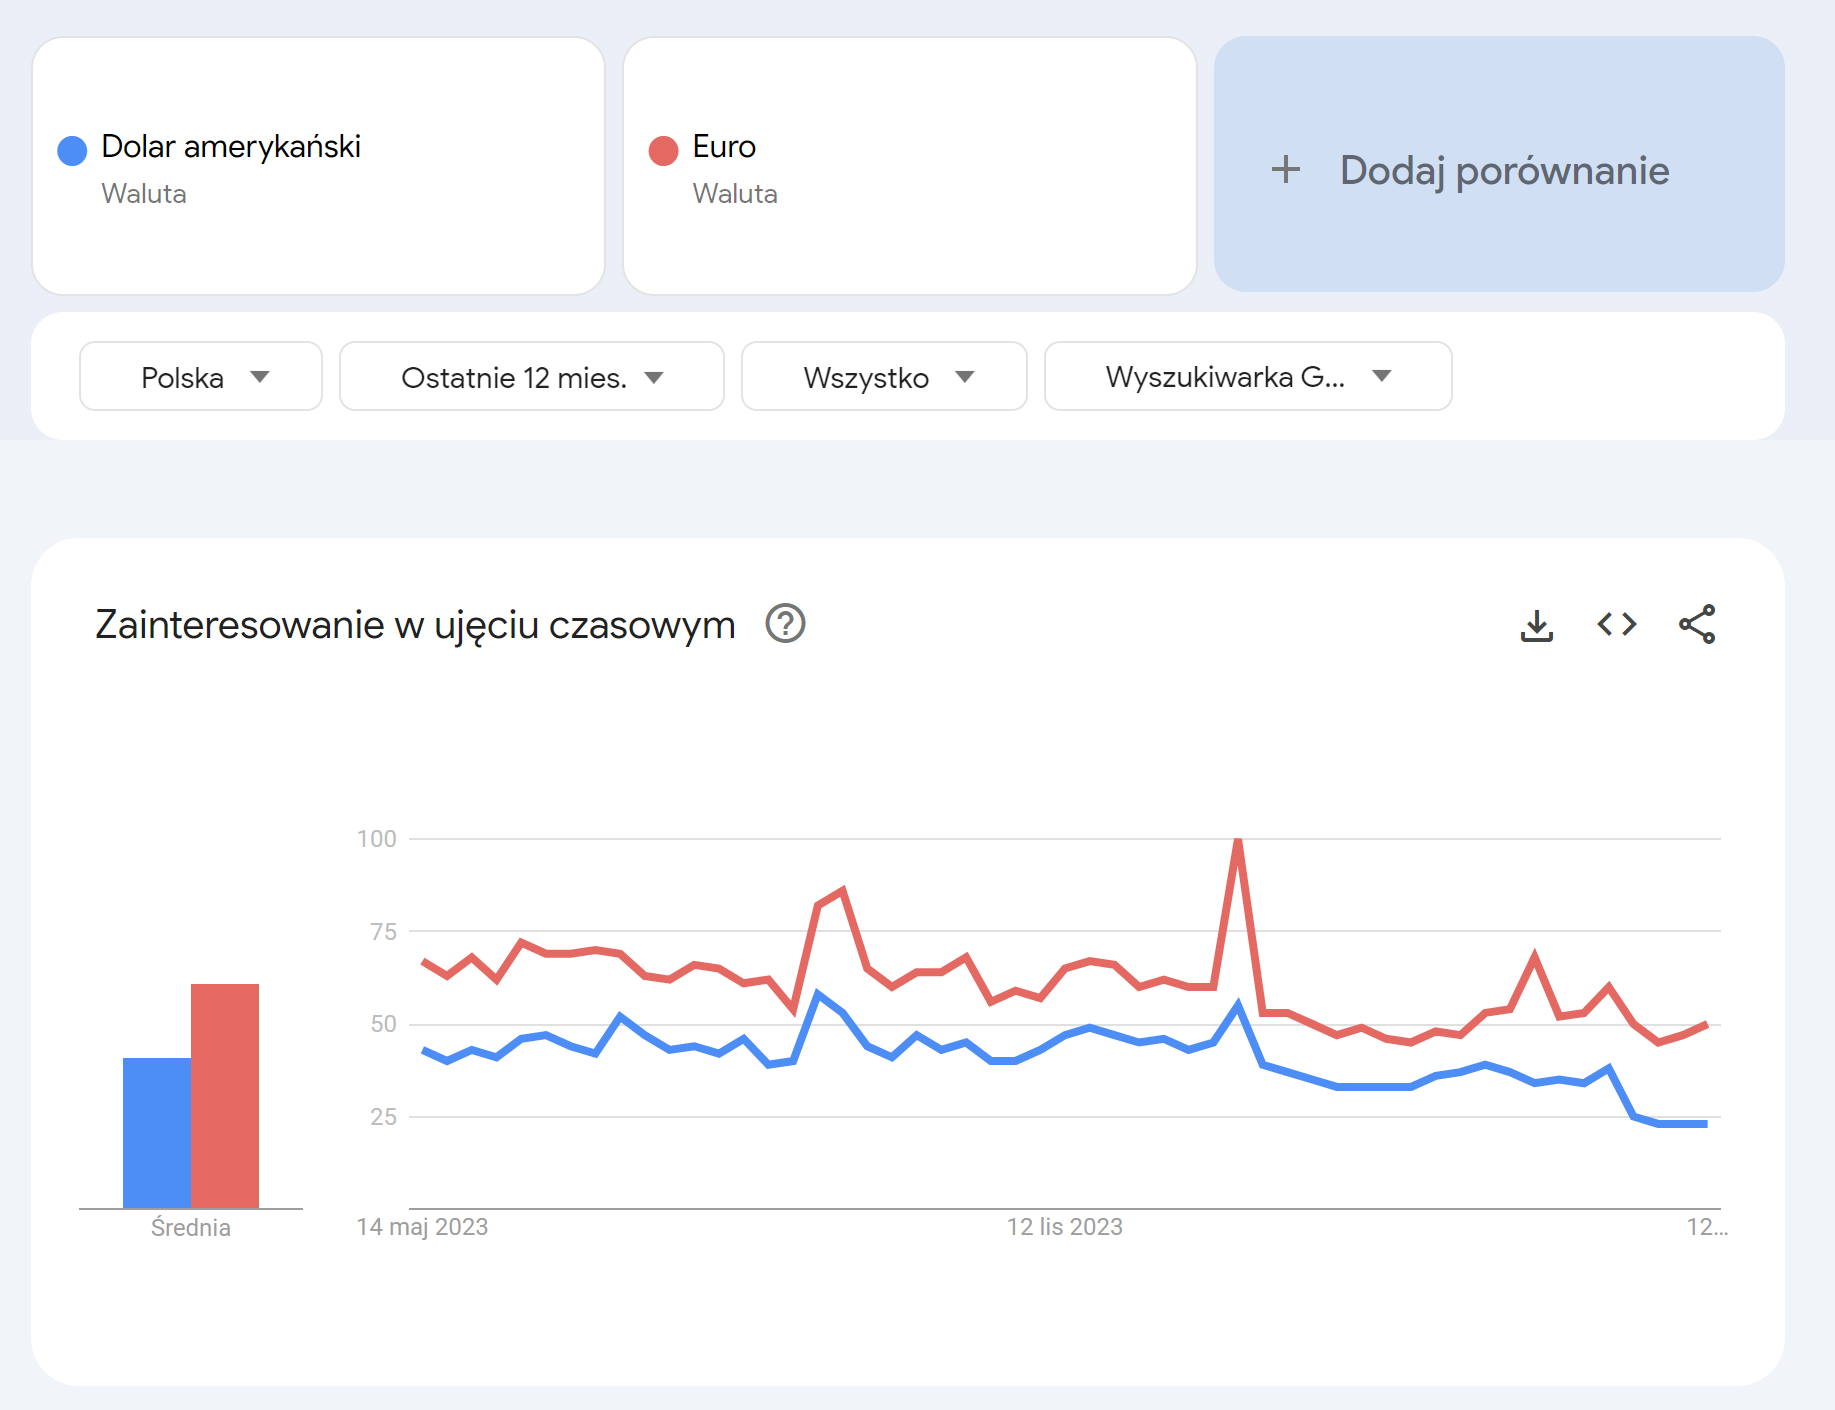 Dolar amerykański
Waluta
Euro
Waluta
+ Dodaj porównanie
Polska
Ostatnie 12 mies.
Wszystko
Wyszukiwarka G...
Zainteresowanie w ujęciu czasowym
?
100
75
50
25
Średnia
14 maj 2023
12 lis 2023
12...